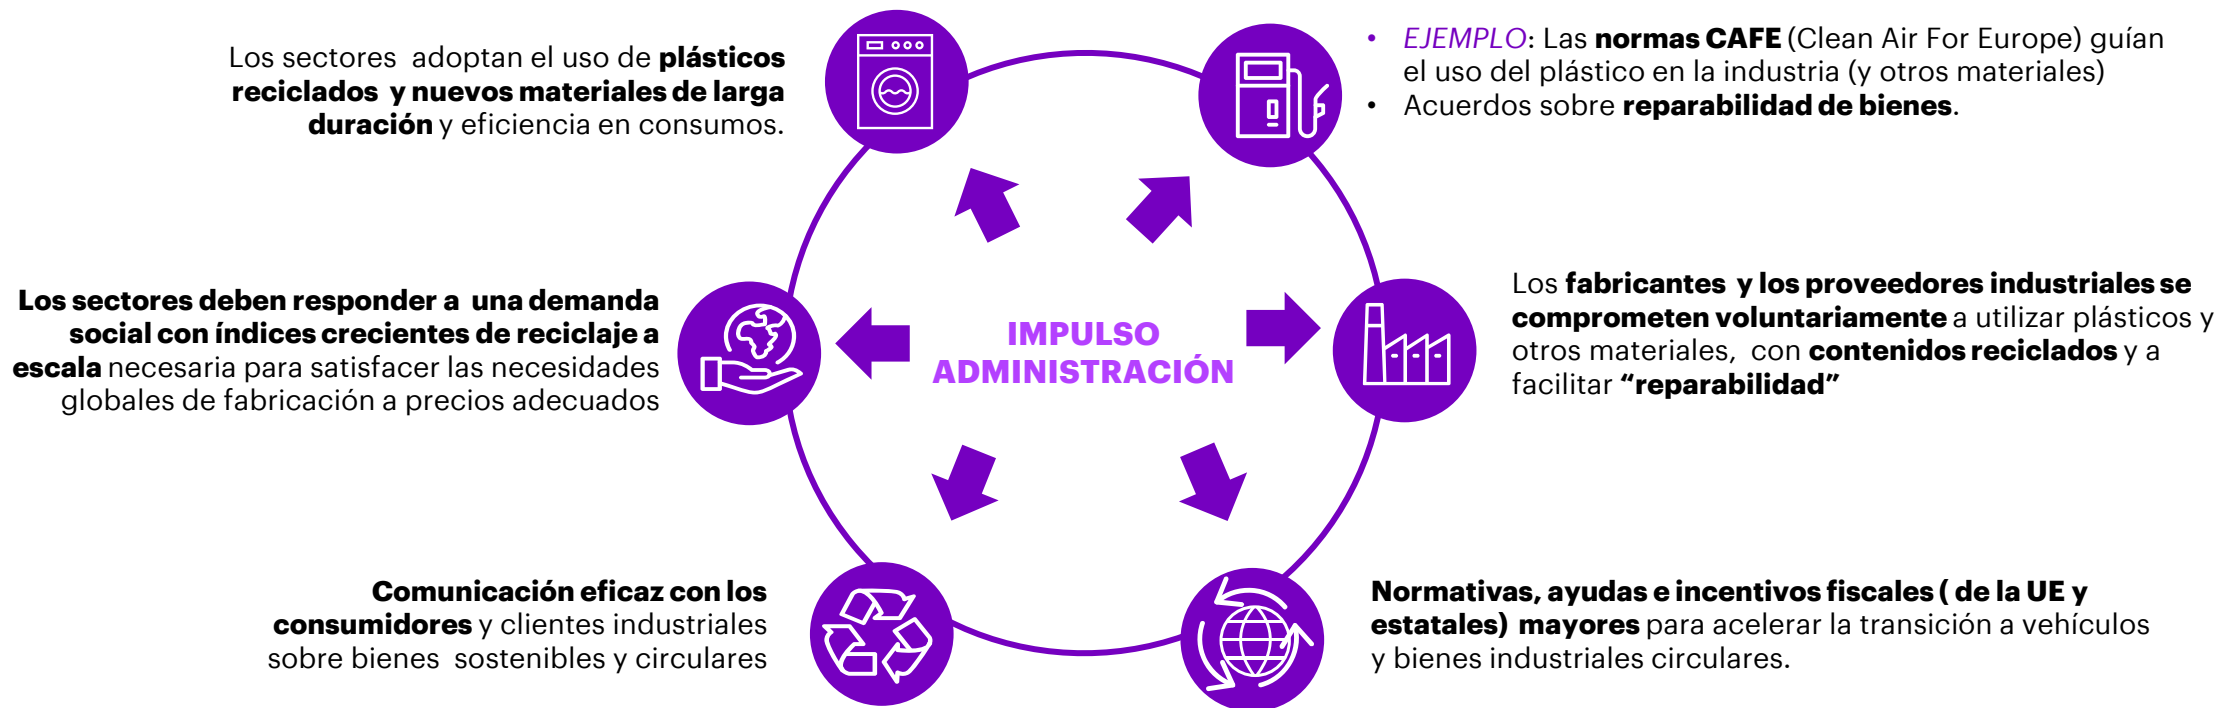 Los sectores adoptan el uso de plásticos
reciclados y nuevos materiales de larga
duración y eficiencia en consumos.
• EJEMPLO: Las normas CAFE (Clean Air For Europe) guían
el uso del plástico en la industria (y otros materiales)
• Acuerdos sobre reparabilidad de bienes.
Los sectores deben responder a una demanda
social con índices crecientes de reciclaje a
escala necesaria para satisfacer las necesidades
globales de fabricación a precios adecuados
IMPULSO
ADMINISTRACIÓN
Los fabricantes y los proveedores industriales se
comprometen voluntariamente a utilizar plásticos y
otros materiales, con contenidos reciclados y a
facilitar “reparabilidad”
Comunicación eficaz con los
consumidores y clientes industriales
sobre bienes sostenibles y circulares
Normativas, ayudas e incentivos fiscales ( de la UE y
estatales) mayores para acelerar la transición a vehículos
y bienes industriales circulares.